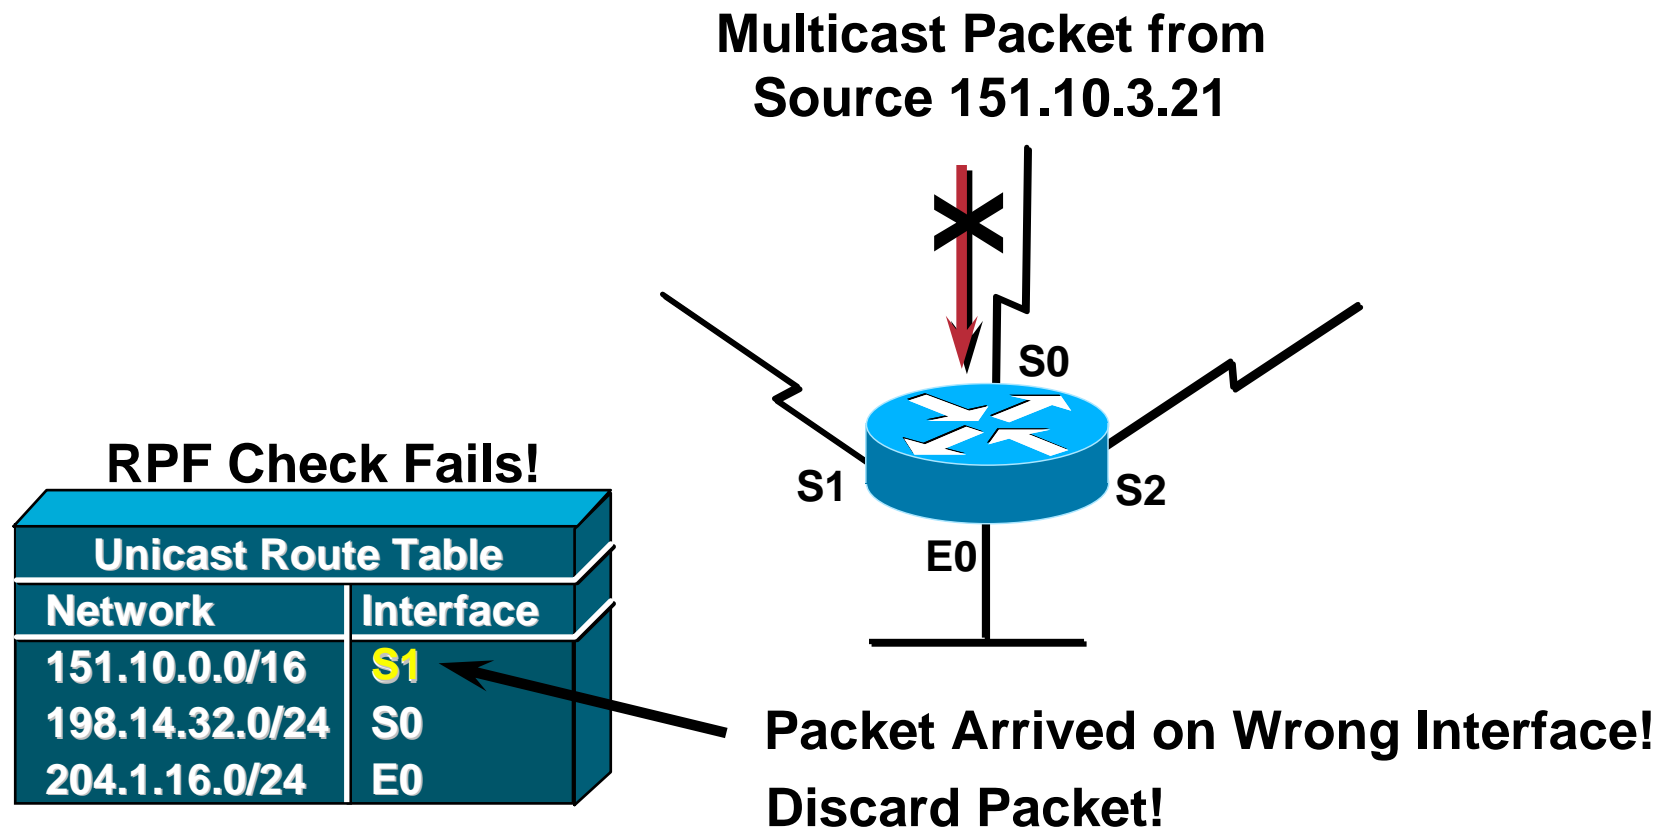 Multicast Packet from
Source 151.10.3.21
S0
S1
S2
E0
RPF Check Fails!
Unicast Route Table
Network Interface
151.10.0.0/16 S1
198.14.32.0/24 S0
204.1.16.0/24 E0
Packet Arrived on Wrong Interface!
Discard Packet!